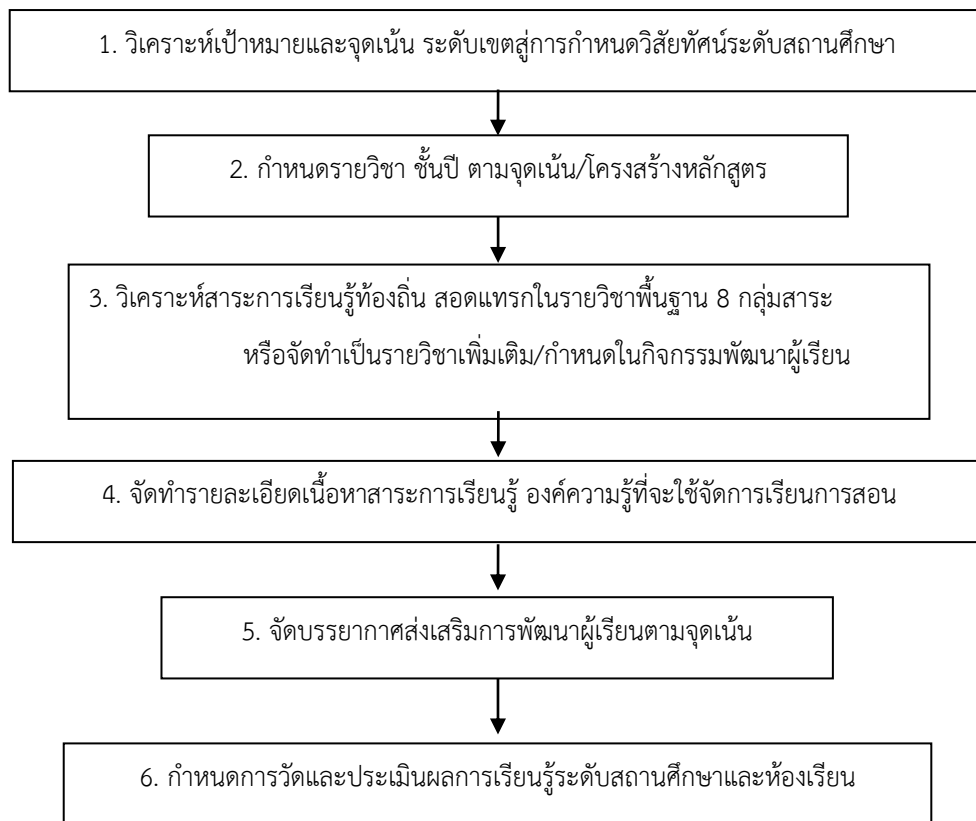 1. วิเคราะห์เป้าหมายและจุดเน้น ระดับเขตสู่การกำหนดวิสัยทัศน์ระดับสถานศึกษา
2. กำหนดรายวิชา ชั้นปี ตามจุดเน้น/โครงสร้างหลักสูตร
3. วิเคราะห์สาระการเรียนรู้ท้องถิ่น สอดแทรกในรายวิชาพื้นฐาน 8 กลุ่มสาระ
หรือจัดทำเป็นรายวิชาเพิ่มเติม/กำหนดในกิจกรรมพัฒนาผู้เรียน
4. จัดทำรายละเอียดเนื้อหาสาระการเรียนรู้ องค์ความรู้ที่จะใช้จัดการเรียนการสอน
5. จัดบรรยากาศส่งเสริมการพัฒนาผู้เรียนตามจุดเน้น
6. กำหนดการวัดและประเมินผลการเรียนรู้ระดับสถานศึกษาและห้องเรียน